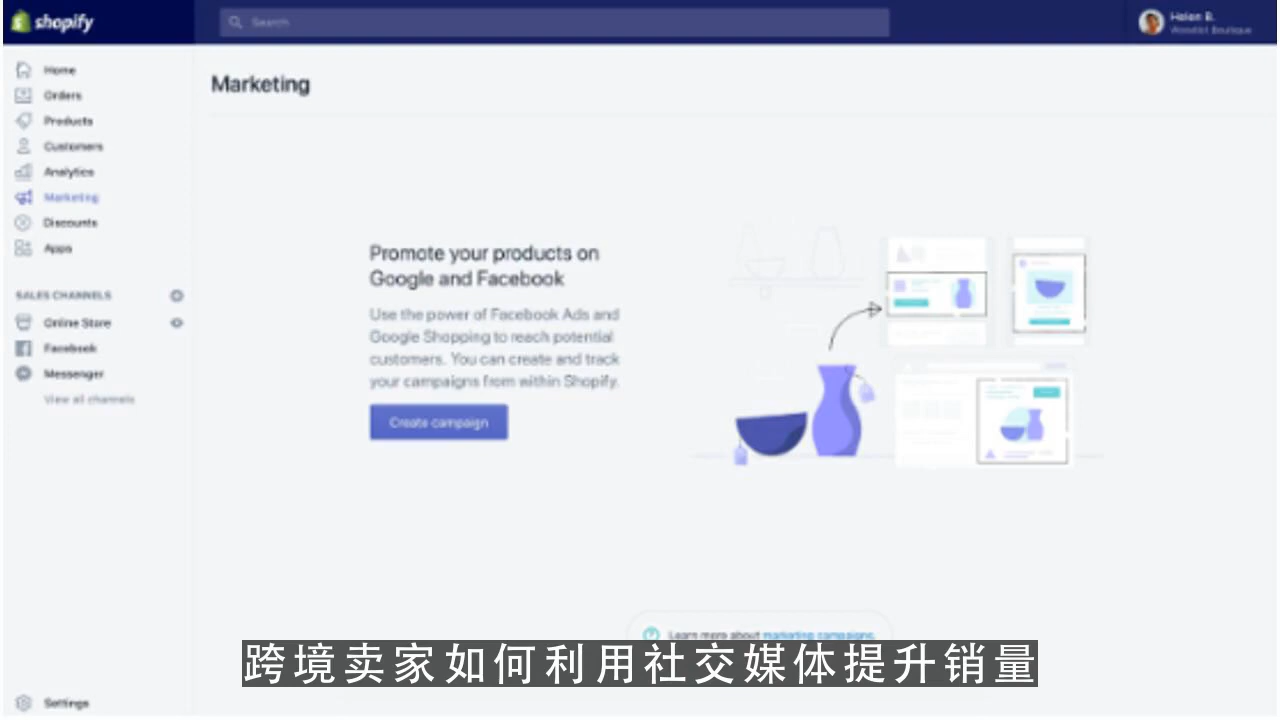 shopify
Search
Helen B.
Home
Orders
Products
Customers
Analytics
Marketing
Discounts
Apps
SALES CHANNELS
Online Store
Facebook
Messenger
View all channels
Settings
Marketing
Promote your products on
Google and Facebook
Use the power of Facebook Ads and
Google Shopping to reach potential
customers. You can create and track
your campaigns from within Shopify.
Create campaign
Learn more about marketing campaigns.
跨境卖家如何利用社交媒体提升销量